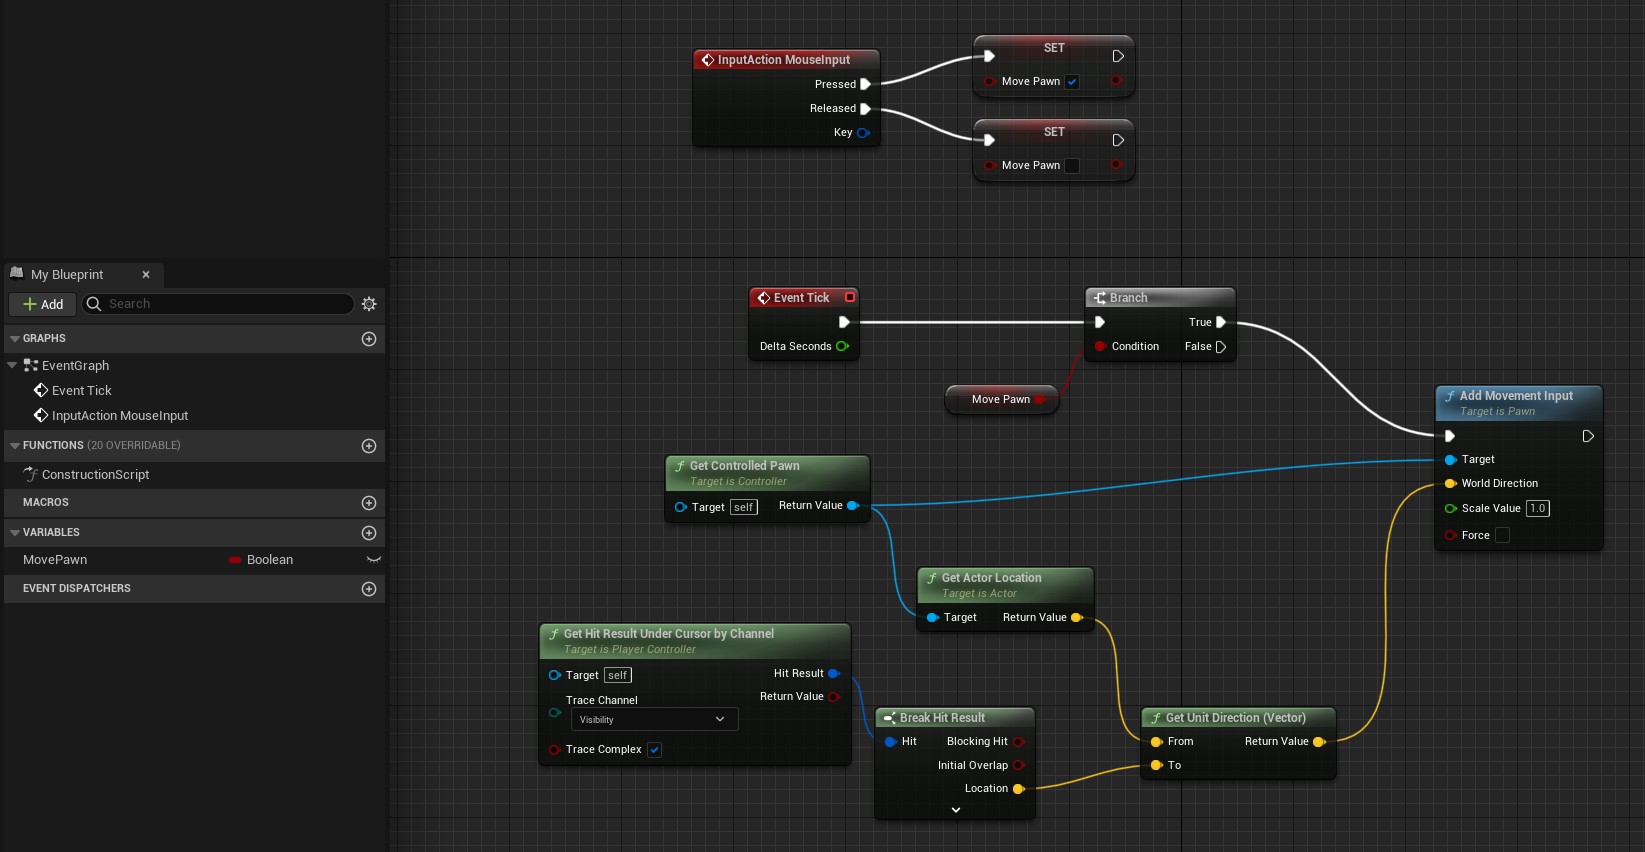 My Blueprint
Add
Search
GRAPHS
EventGraph
Event Tick
InputAction MouseInput
FUNCTIONS (20 OVERRIDABLE)
ConstructionScript
MACROS
VARIABLES
MovePawn Boolean
EVENT DISPATCHERS
InputAction MouseInput
Pressed
Released
Key
SET
Move Pawn
SET
Move Pawn
Event Tick
Delta Seconds
Branch
True
Condition False
Move Pawn
Add Movement Input
Target is Pawn
Target
World Direction
Scale Value 1.0
Force
Get Controlled Pawn
Target is Controller
Target self Return Value
Get Actor Location
Target is Actor
Target Return Value
Get Hit Result Under Cursor by Channel
Target is Player Controller
Target self Hit Result
Return Value
Trace Channel
Visibility
Trace Complex
Break Hit Result
Hit Blocking Hit
Initial Overlap
Location
Get Unit Direction (Vector)
From Return Value
To